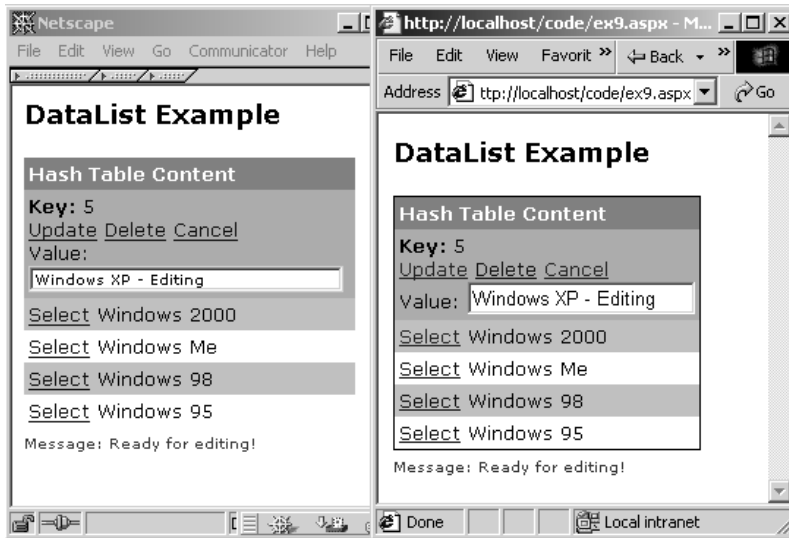 Netscape
File Edit View Go Communicator Help
DataList Example
Hash Table Content
Key: 5
Update Delete Cancel
Value:
Windows XP - Editing
Select Windows 2000
Select Windows Me
Select Windows 98
Select Windows 95
Message: Ready for editing!
http://localhost/code/ex9.aspx - M...
File Edit View Favorit » Back »
Address ttp://localhost/code/ex9.aspx Go
DataList Example
Hash Table Content
Key: 5
Update Delete Cancel
Value: Windows XP - Editing
Select Windows 2000
Select Windows Me
Select Windows 98
Select Windows 95
Message: Ready for editing!
Done Local intranet